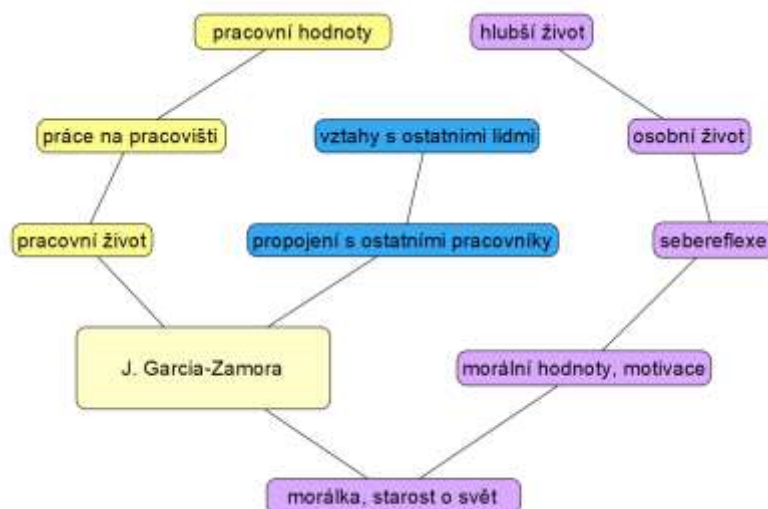 pracovní hodnoty
hlubší život
práce na pracovišti
vztahy s ostatními lidmi
osobní život
pracovní život
propojení s ostatními pracovníky
sebereflexe
J. Garcia-Zamora
morální hodnoty, motivace
morálka, starost o svět